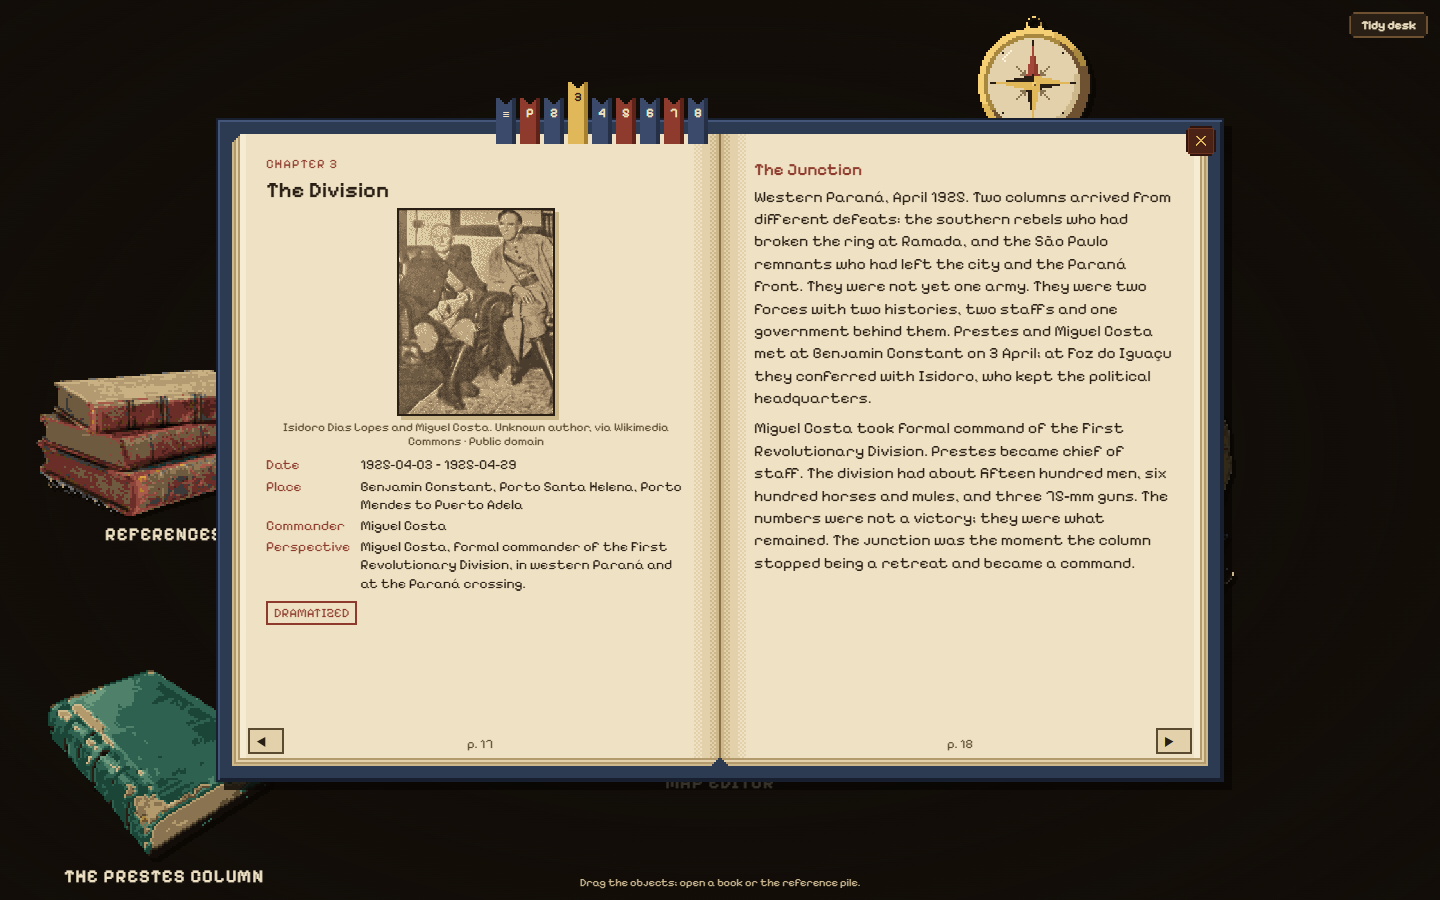 Tidy desk
≡ P 2 3 4 5 6 7 8
CHAPTER 3
The Division
Isidoro Dias Lopes and Miguel Costa. Unknown author, via Wikimedia
Commons · Public domain
Date 1925-04-03 - 1925-04-29
Place Benjamin Constant, Porto Santa Helena, Porto
Mendes to Puerto Adela
Commander Miguel Costa
Perspective Miguel Costa, formal commander of the First
Revolutionary Division, in western Paraná and
at the Paraná crossing.
DRAMATIZED
p. 17
The Junction
Western Paraná, April 1925. Two columns arrived from
different defeats: the southern rebels who had
broken the ring at Ramada, and the São Paulo
remnants who had left the city and the Paraná
front. They were not yet one army. They were two
forces with two histories, two staffs and one
government behind them. Prestes and Miguel Costa
met at Benjamin Constant on 3 April; at Foz do Iguaçu
they conferred with Isidoro, who kept the political
headquarters.
Miguel Costa took formal command of the First
Revolutionary Division. Prestes became chief of
staff. The division had about fifteen hundred men, six
hundred horses and mules, and three 75-mm guns. The
numbers were not a victory; they were what
remained. The junction was the moment the column
stopped being a retreat and became a command.
p. 18
REFERENCES
MAP EDITOR
THE PRESTES COLUMN
Drag the objects; open a book or the reference pile.